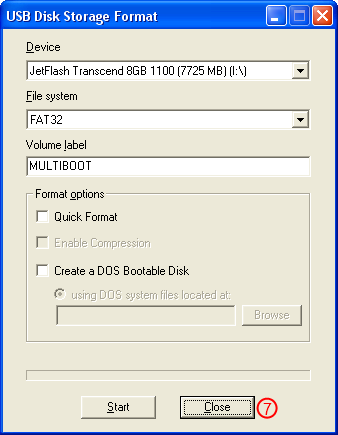 USB Disk Storage Format
Device
JetFlash Transcend 8GB 1100 (7725 MB) (I:\)
File system
FAT32
Volume label
MULTIBOOT
Format options
Quick Format
Enable Compression
Create a DOS Bootable Disk
using DOS system files located at:
Browse
Start
Close
7